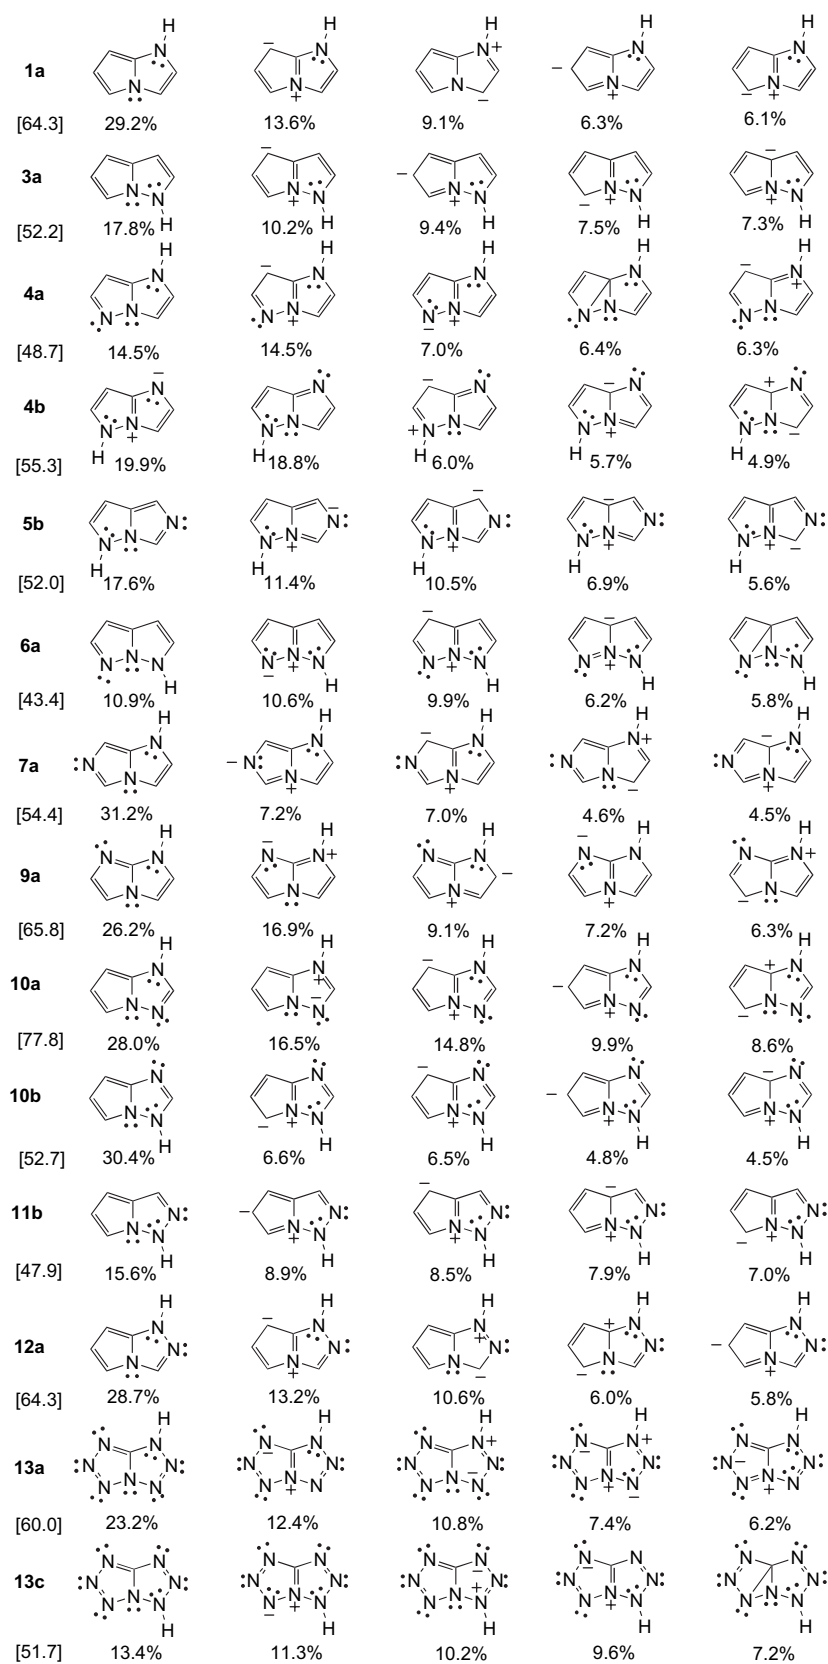 H H H H H
− N N N+ N N
1a −
N N + N − N + − N +
[64.3] 29.2% 13.6% 9.1% 6.3% 6.1%
− −
3a −
N N N + N N + N − N + N N + N
[52.2] 17.8% H 10.2% H 9.4% H 7.5% H 7.3% H
H H H H H
− N N N N − N +
4a
N N N N + N − N + N N N N
[48.7] 14.5% 14.5% 7.0% 6.4% 6.3%
N − N − N − N + N
4b
N N + N N + N N N N + N N −
[55.3] H 19.9% H 18.8% H 6.0% H 5.7% H 4.9%
− −
5b N N − N N N
N N N N + N N + N N + N N + −
[52.0] H 17.6% H 11.4% H 10.5% H 6.9% H 5.6%
− −
6a
N N N N − N + N N N + N N N + N N N N
[43.4] 10.9% H 10.6% H 9.9% H 6.2% H 5.8% H
H H H H H
N N − N N + − N
7a N − N N N N
N N + N + N − N +
[54.4] 31.2% 7.2% 7.0% 4.6% 4.5%
H H H H H
N N − N N + N N − N N N N +
9a −
N N N + N + − N
[65.8] 26.2% 16.9% 9.1% 7.2% 6.3%
H H H H H
N N + − N N + N
10a −
N N N N − N + N N + N − N N
[77.8] 28.0% 16.5% 14.8% 9.9% 8.6%
N N − N N − N
10b −
N N − N + N N + N N + N N + N
[52.7] H 30.4% H 6.6% H 6.5% H 4.8% H 4.5%
− −
11b N − N N N N
N N N + N N + N N + N − N + N
[47.9] 15.6% H 8.9% H 8.5% H 7.9% H 7.0% H
H H H H H
N − N N + N N
12a N N N N − N
N N + N − − N N +
[64.3] 28.7% 13.2% 10.6% 6.0% 5.8%
H H H H H
N N N − N N N + N − N + N N
13a N N N N N N N N N − N
N N N N N + N N N N − N N + N − N N + N
[60.0] 23.2% 12.4% 10.8% 7.4% 6.2%
N N N − N N N − N − N N N
13c N N N N N N N N N N
N N N N − N + N N N N + N N + N N N N
[51.7] 13.4% H 11.3% H 10.2% H 9.6% H 7.2% H